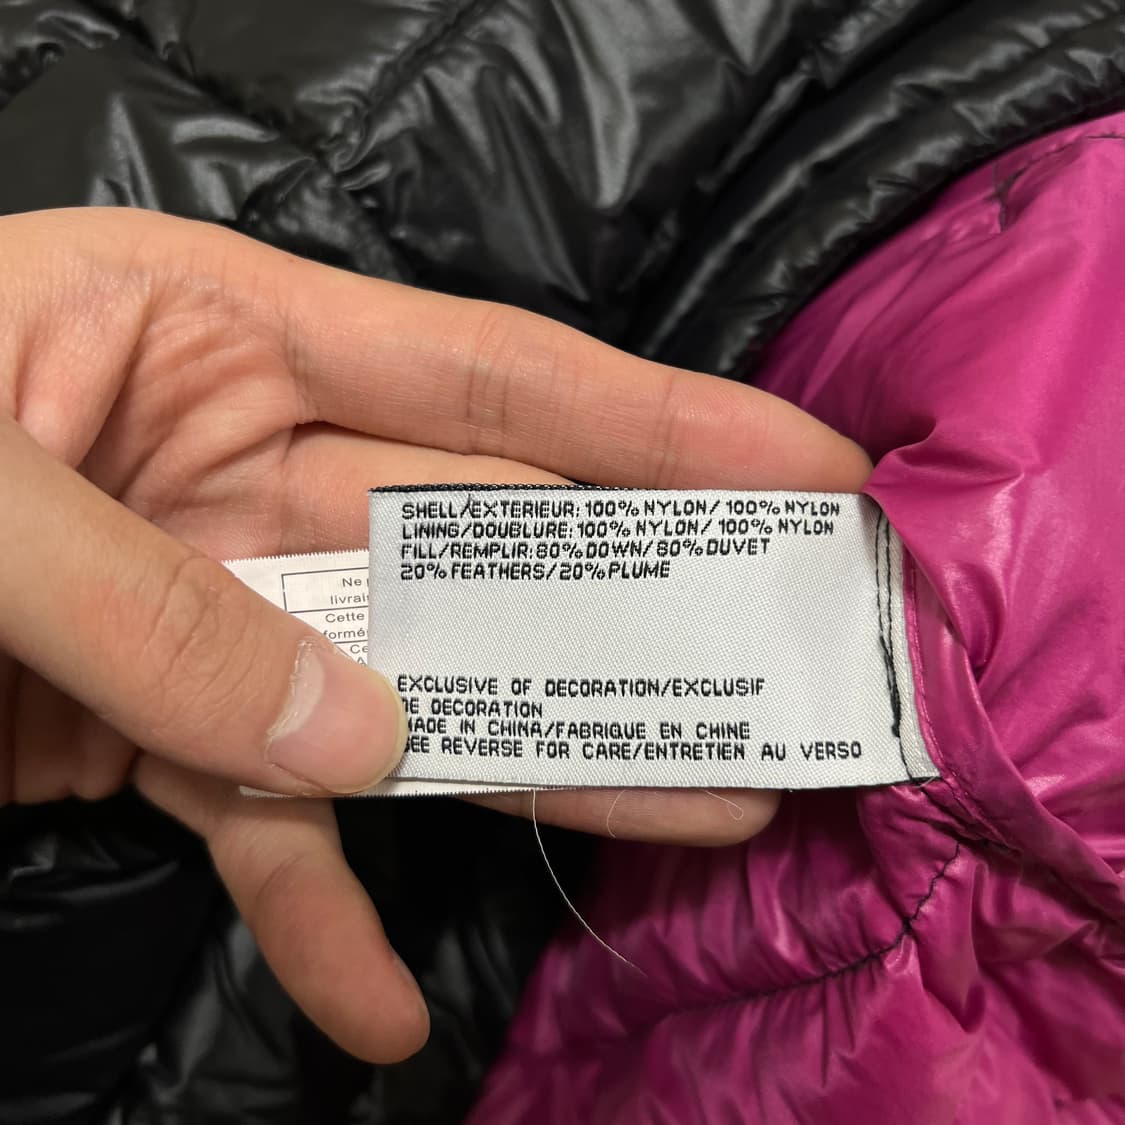 SHELL/EXTERIEUR: 100% NYLON/ 100% NYLON
LINING/DOUBLURE: 100% NYLON/ 100% NYLON
FILL/REMPLIR: 80% DOWN/ 80% DUVET
20% FEATHERS/ 20% PLUME
EXCLUSIVE OF DECORATION/EXCLUSIF
DE DECORATION
MADE IN CHINA/FABRIQUE EN CHINE
SEE REVERSE FOR CARE/ENTRETIEN AU VERSO
Ne
Cette